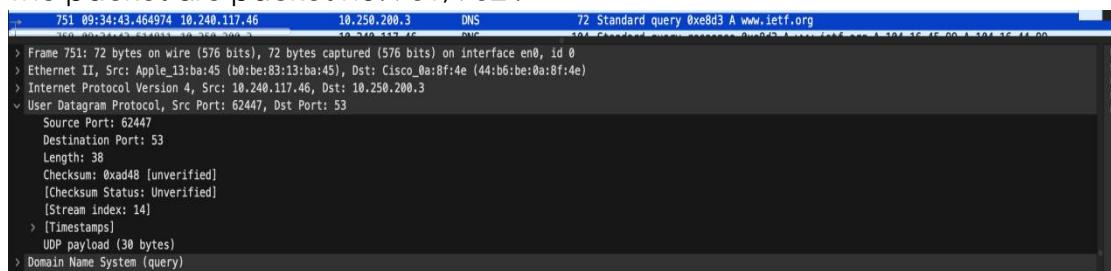 751 09:34:43.464974 10.240.117.46 10.250.200.3 DNS 72 Standard query 0xe8d3 A www.ietf.org
Frame 751: 72 bytes on wire (576 bits), 72 bytes captured (576 bits) on interface en0, id 0
Ethernet II, Src: Apple_13:ba:45 (b0:be:83:13:ba:45), Dst: Cisco_0a:8f:4e (44:b6:be:0a:8f:4e)
Internet Protocol Version 4, Src: 10.240.117.46, Dst: 10.250.200.3
User Datagram Protocol, Src Port: 62447, Dst Port: 53
Source Port: 62447
Destination Port: 53
Length: 38
Checksum: 0xad48 [unverified]
[Checksum Status: Unverified]
[Stream index: 14]
[Timestamps]
UDP payload (30 bytes)
Domain Name System (query)